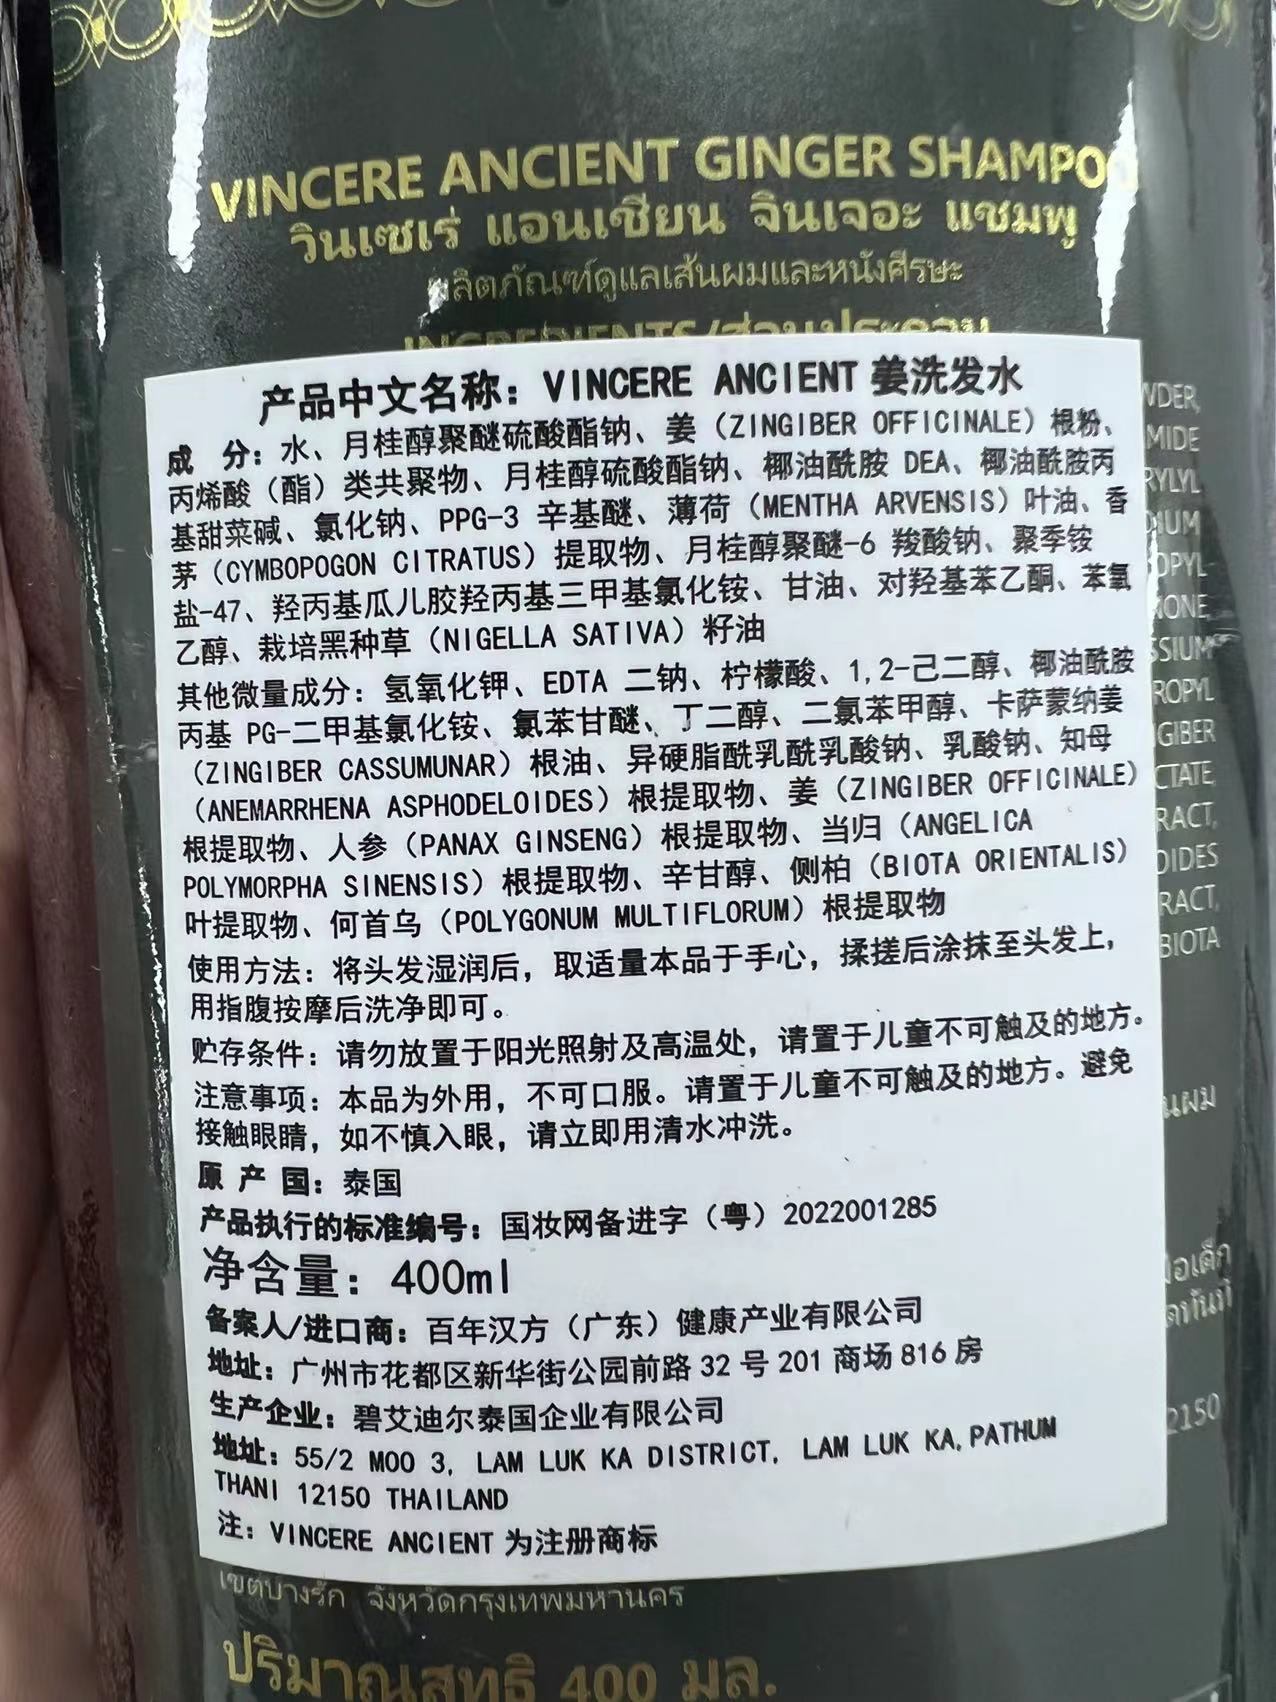 VINCERE ANCIENT GINGER SHAMPOO
วินเซเร่ แอนเชียน จินเจอะ แชมพู
ผลิตภัณฑ์ดูแลเส้นผมและหนังศีรษะ
INGREDIENTS/ส่วนประกอบ
产品中文名称：VINCERE ANCIENT 姜洗发水
成 分：水、月桂醇聚醚硫酸酯钠、姜（ZINGIBER OFFICINALE）根粉、
丙烯酸（酯）类共聚物、月桂醇硫酸酯钠、椰油酰胺 DEA、椰油酰胺丙
基甜菜碱、氯化钠、PPG-3 辛基醚、薄荷（MENTHA ARVENSIS）叶油、香
茅（CYMBOPOGON CITRATUS）提取物、月桂醇聚醚-6 羧酸钠、聚季铵
盐-47、羟丙基瓜儿胶羟丙基三甲基氯化铵、甘油、对羟基苯乙酮、苯氧
乙醇、栽培黑种草（NIGELLA SATIVA）籽油
其他微量成分：氢氧化钾、EDTA 二钠、柠檬酸、1,2-己二醇、椰油酰胺
丙基 PG-二甲基氯化铵、氯苯甘醚、丁二醇、二氯苯甲醇、卡萨蒙纳姜
（ZINGIBER CASSUMUNAR）根油、异硬脂酰乳酰乳酸钠、乳酸钠、知母
（ANEMARRHENA ASPHODELOIDES）根提取物、姜（ZINGIBER OFFICINALE）
根提取物、人参（PANAX GINSENG）根提取物、当归（ANGELICA
POLYMORPHA SINENSIS）根提取物、辛甘醇、侧柏（BIOTA ORIENTALIS）
叶提取物、何首乌（POLYGONUM MULTIFLORUM）根提取物
使用方法：将头发湿润后，取适量本品于手心，揉搓后涂抹至头发上，
用指腹按摩后洗净即可。
贮存条件：请勿放置于阳光照射及高温处，请置于儿童不可触及的地方。
注意事项：本品为外用，不可口服。请置于儿童不可触及的地方。避免
接触眼睛，如不慎入眼，请立即用清水冲洗。
原 产 国：泰国
产品执行的标准编号：国妆网备进字（粤）2022001285
净含量：400ml
备案人/进口商：百年汉方（广东）健康产业有限公司
地址：广州市花都区新华街公园前路 32 号 201 商场 816 房
生产企业：碧艾迪尔泰国企业有限公司
地址：55/2 MOO 3, LAM LUK KA DISTRICT, LAM LUK KA,PATHUM
THANI 12150 THAILAND
注：VINCERE ANCIENT 为注册商标
เขตบางรัก จังหวัดกรุงเทพมหานคร
ปริมาณสุทธิ 400 มล.